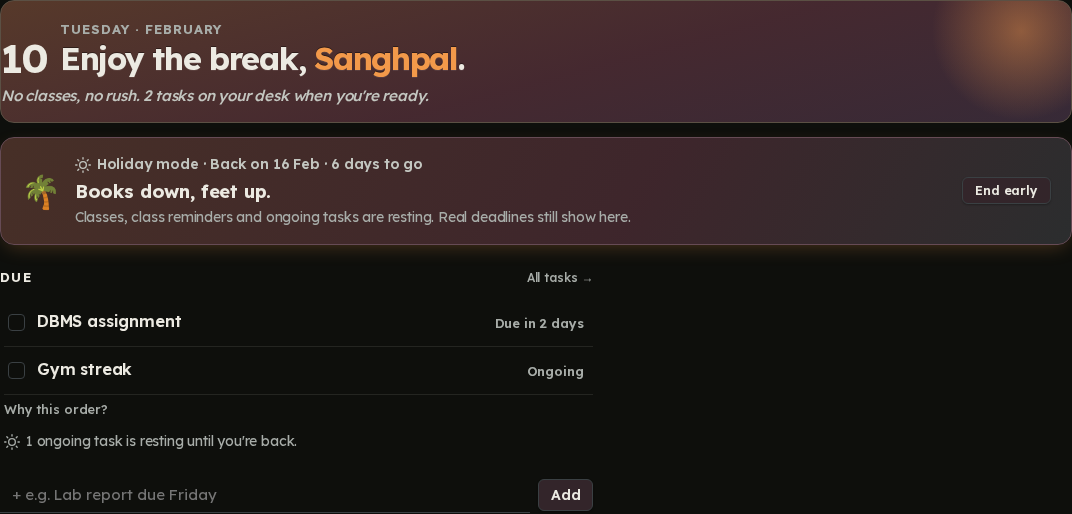 TUESDAY · FEBRUARY
10 Enjoy the break, Sanghpal.
No classes, no rush. 2 tasks on your desk when you're ready.
Holiday mode · Back on 16 Feb · 6 days to go
Books down, feet up.
Classes, class reminders and ongoing tasks are resting. Real deadlines still show here.
End early
DUE
All tasks →
DBMS assignment
Due in 2 days
Gym streak
Ongoing
Why this order?
1 ongoing task is resting until you're back.
+ e.g. Lab report due Friday
Add